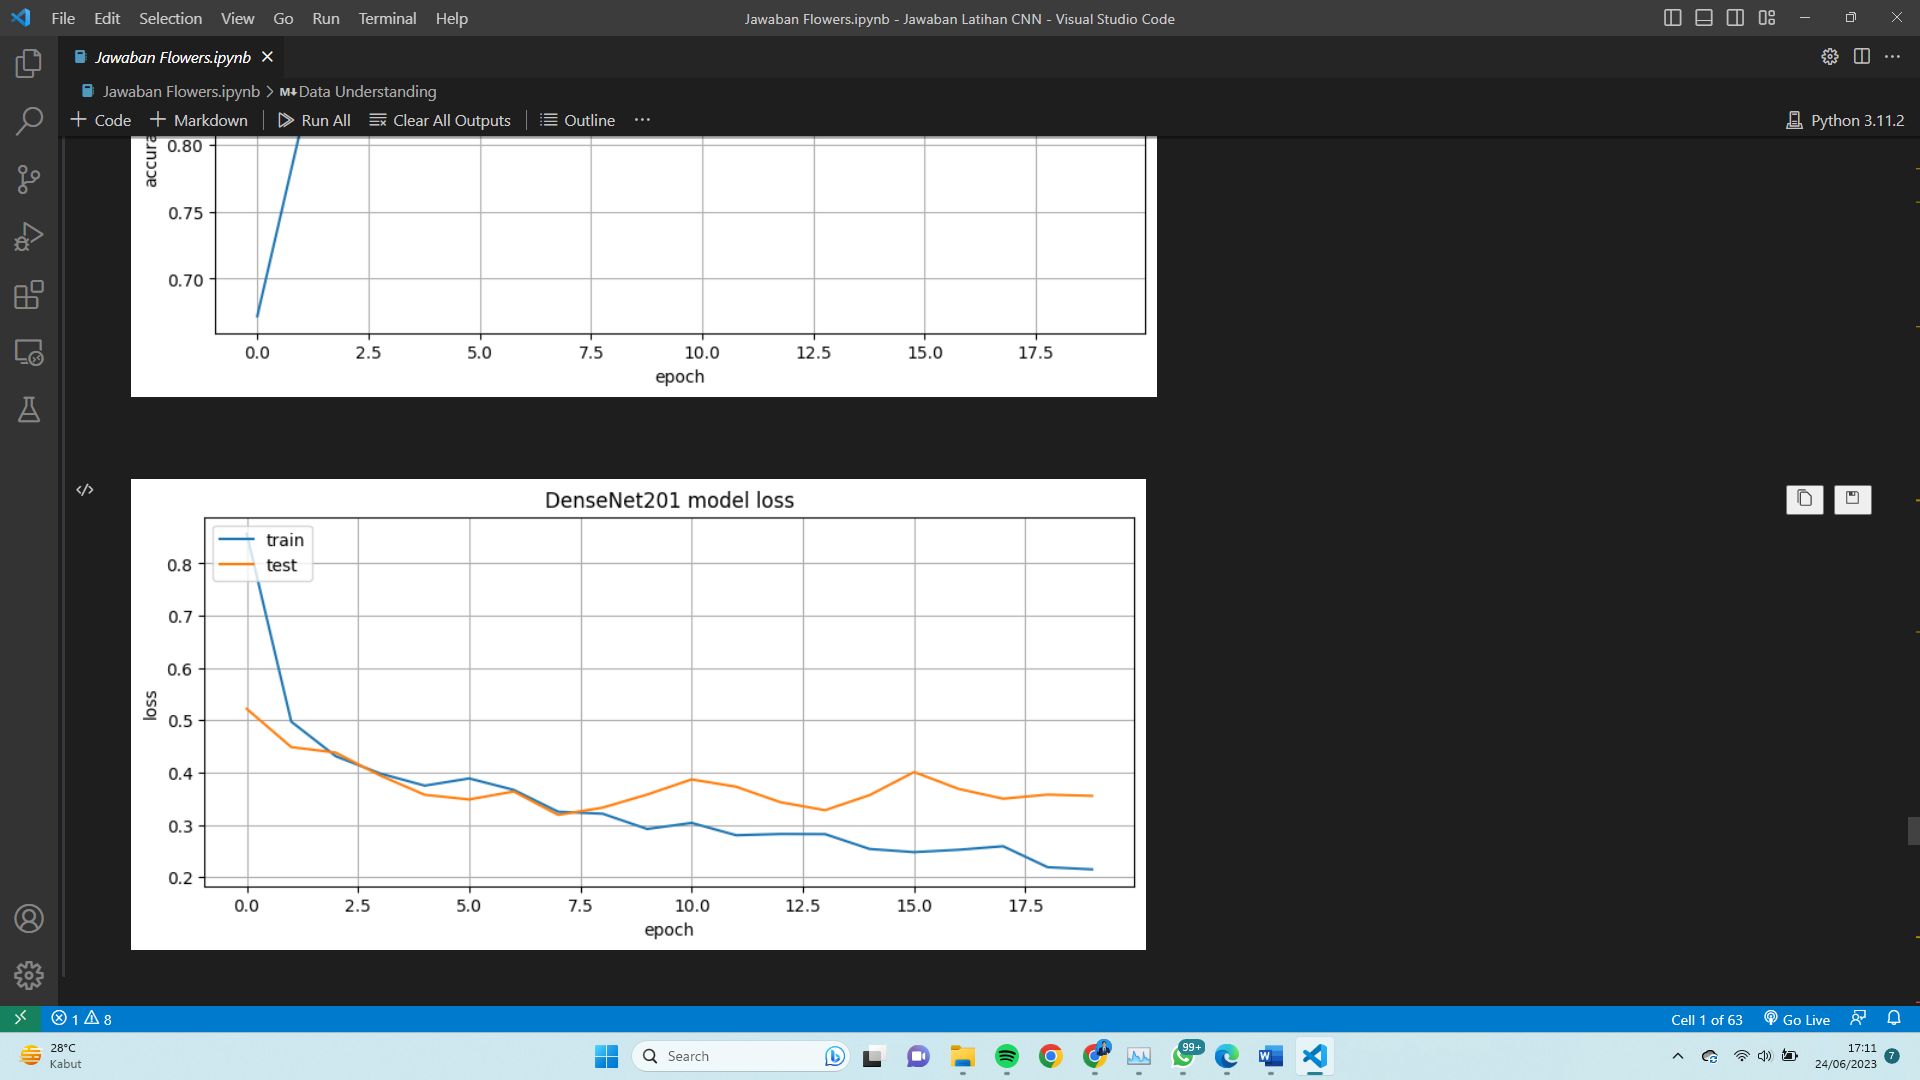 File Edit Selection View Go Run Terminal Help
Jawaban Flowers.ipynb - Jawaban Latihan CNN - Visual Studio Code
Jawaban Flowers.ipynb
Jawaban Flowers.ipynb > M↓Data Understanding
+ Code + Markdown Run All Clear All Outputs Outline ...
Python 3.11.2
accura
0.80
0.75
0.70
0.0 2.5 5.0 7.5 10.0 12.5 15.0 17.5
epoch
DenseNet201 model loss
train
test
loss
0.8
0.7
0.6
0.5
0.4
0.3
0.2
0.0 2.5 5.0 7.5 10.0 12.5 15.0 17.5
epoch
1 8
Cell 1 of 63 Go Live
28°C
Kabut
Search
99+
17:11
24/06/2023
7